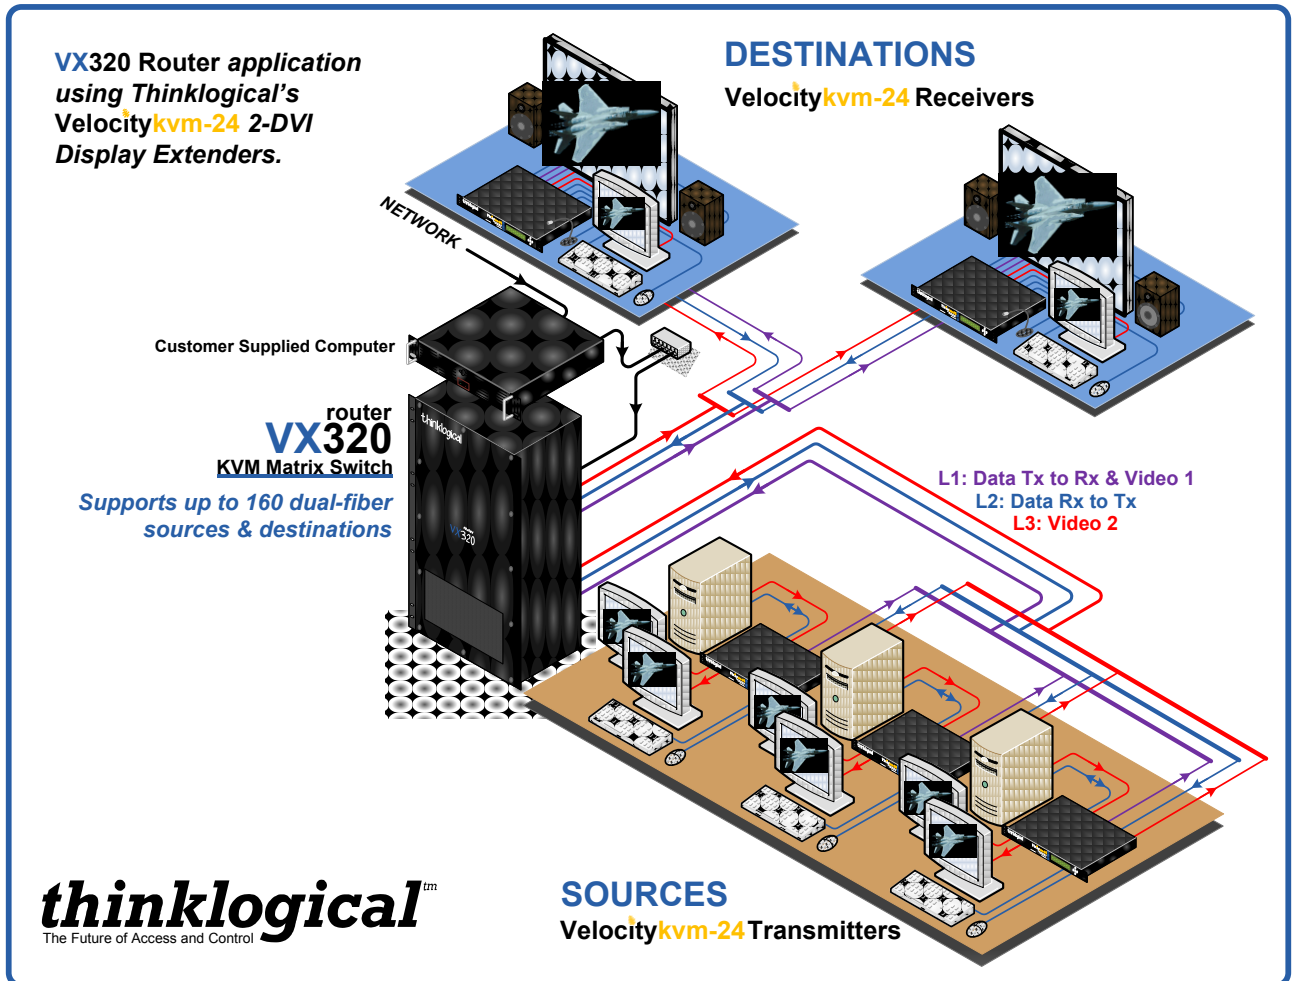 VX320 Router application
using Thinklogical's
Velocitykvm-24 2-DVI
Display Extenders.
DESTINATIONS
Velocitykvm-24 Receivers
NETWORK
Customer Supplied Computer
router
VX320
KVM Matrix Switch
Supports up to 160 dual-fiber
sources & destinations
thinklogical
router
VX320
L1: Data Tx to Rx & Video 1
L2: Data Rx to Tx
L3: Video 2
SOURCES
Velocitykvm-24 Transmitters
thinklogical tm
The Future of Access and Control